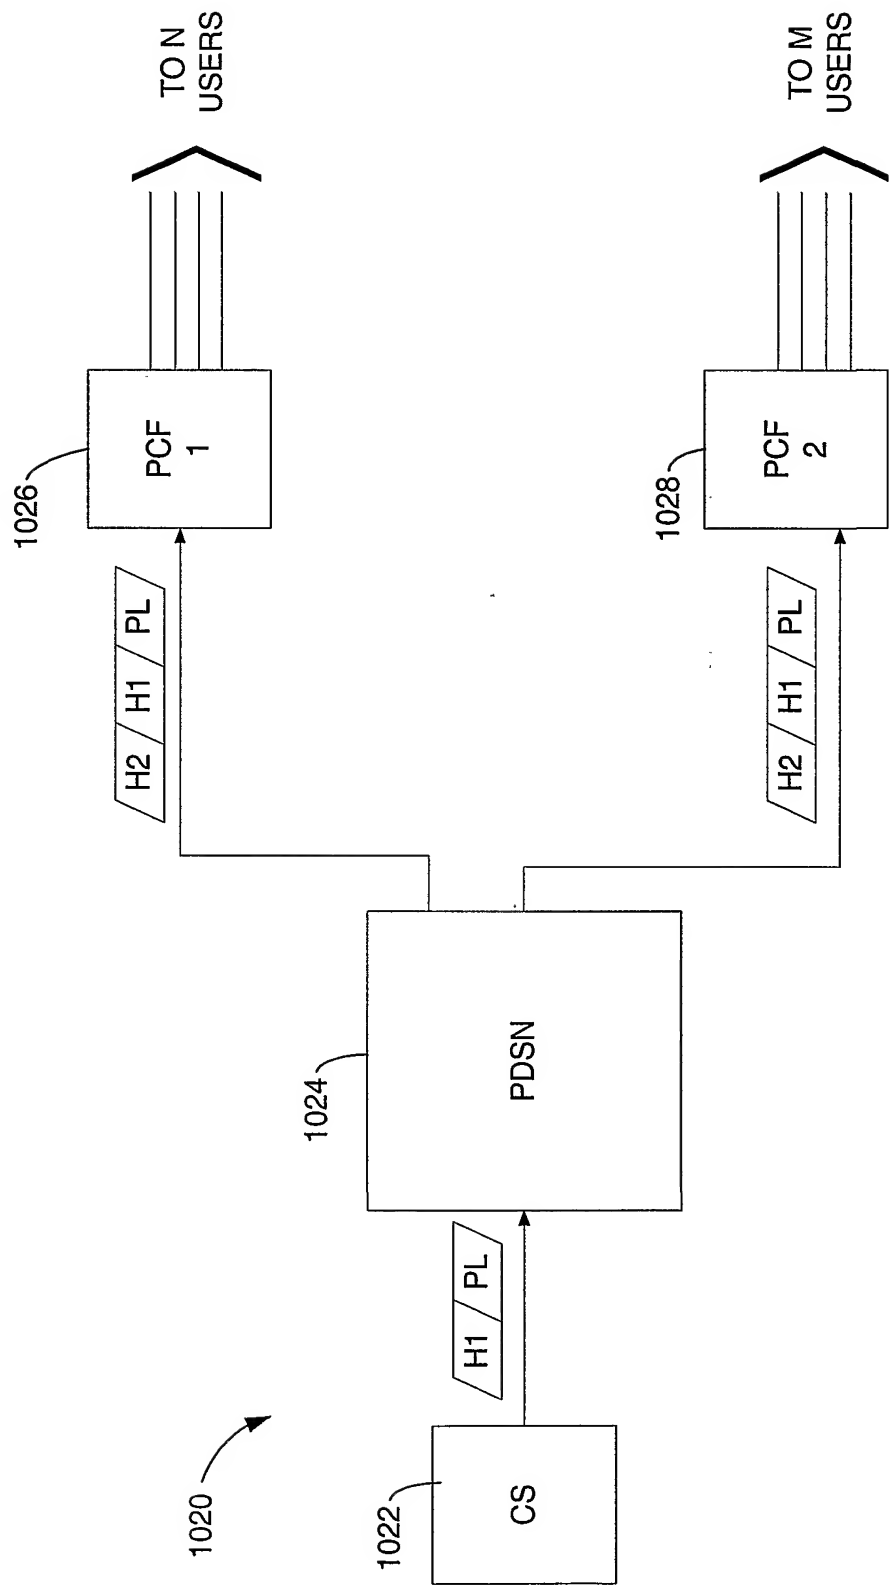 1020
1022
CS
H1 PL
1024
PDSN
H2 H1 PL
1026
PCF
1
TO N
USERS
H2 H1 PL
1028
PCF
2
TO M
USERS